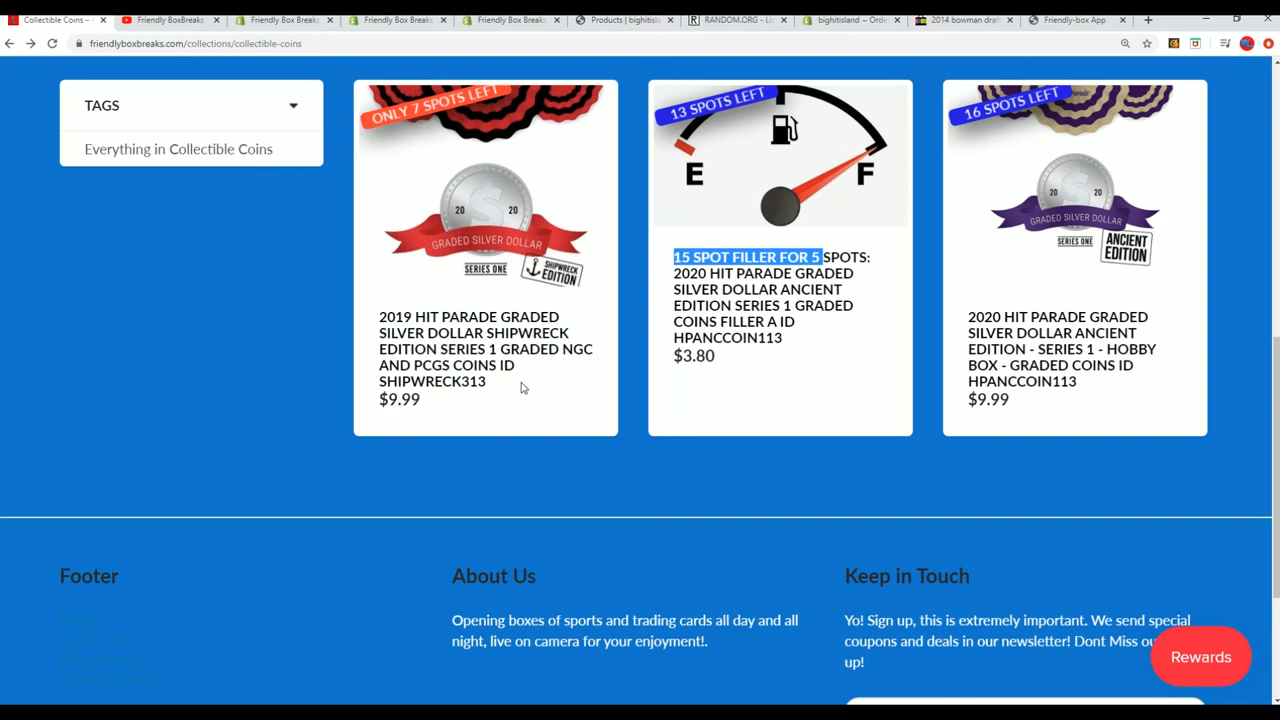 Collectible Coins –
Friendly BoxBreaks
Friendly Box Breaks
Friendly Box Breaks
Friendly Box Breaks
Products | bighitisla
RANDOM.ORG - Lis
bighitisland ~ Orde
2014 bowman draf
Friendly-box App
friendlyboxbreaks.com/collections/collectible-coins
TAGS
Everything in Collectible Coins
ONLY 7 SPOTS LEFT
20 20
GRADED SILVER DOLLAR
SERIES ONE
SHIPWRECK
EDITION
2019 HIT PARADE GRADED
SILVER DOLLAR SHIPWRECK
EDITION SERIES 1 GRADED NGC
AND PCGS COINS ID
SHIPWRECK313
$9.99
13 SPOTS LEFT
E F
15 SPOT FILLER FOR 5 SPOTS:
2020 HIT PARADE GRADED
SILVER DOLLAR ANCIENT
EDITION SERIES 1 GRADED
COINS FILLER A ID
HPANCCOIN113
$3.80
16 SPOTS LEFT
20 20
GRADED SILVER DOLLAR
SERIES ONE
ANCIENT
EDITION
2020 HIT PARADE GRADED
SILVER DOLLAR ANCIENT
EDITION - SERIES 1 - HOBBY
BOX - GRADED COINS ID
HPANCCOIN113
$9.99
Footer
About Us
Opening boxes of sports and trading cards all day and all
night, live on camera for your enjoyment!.
Keep in Touch
Yo! Sign up, this is extremely important. We send special
coupons and deals in our newsletter! Dont Miss
up!
Rewards